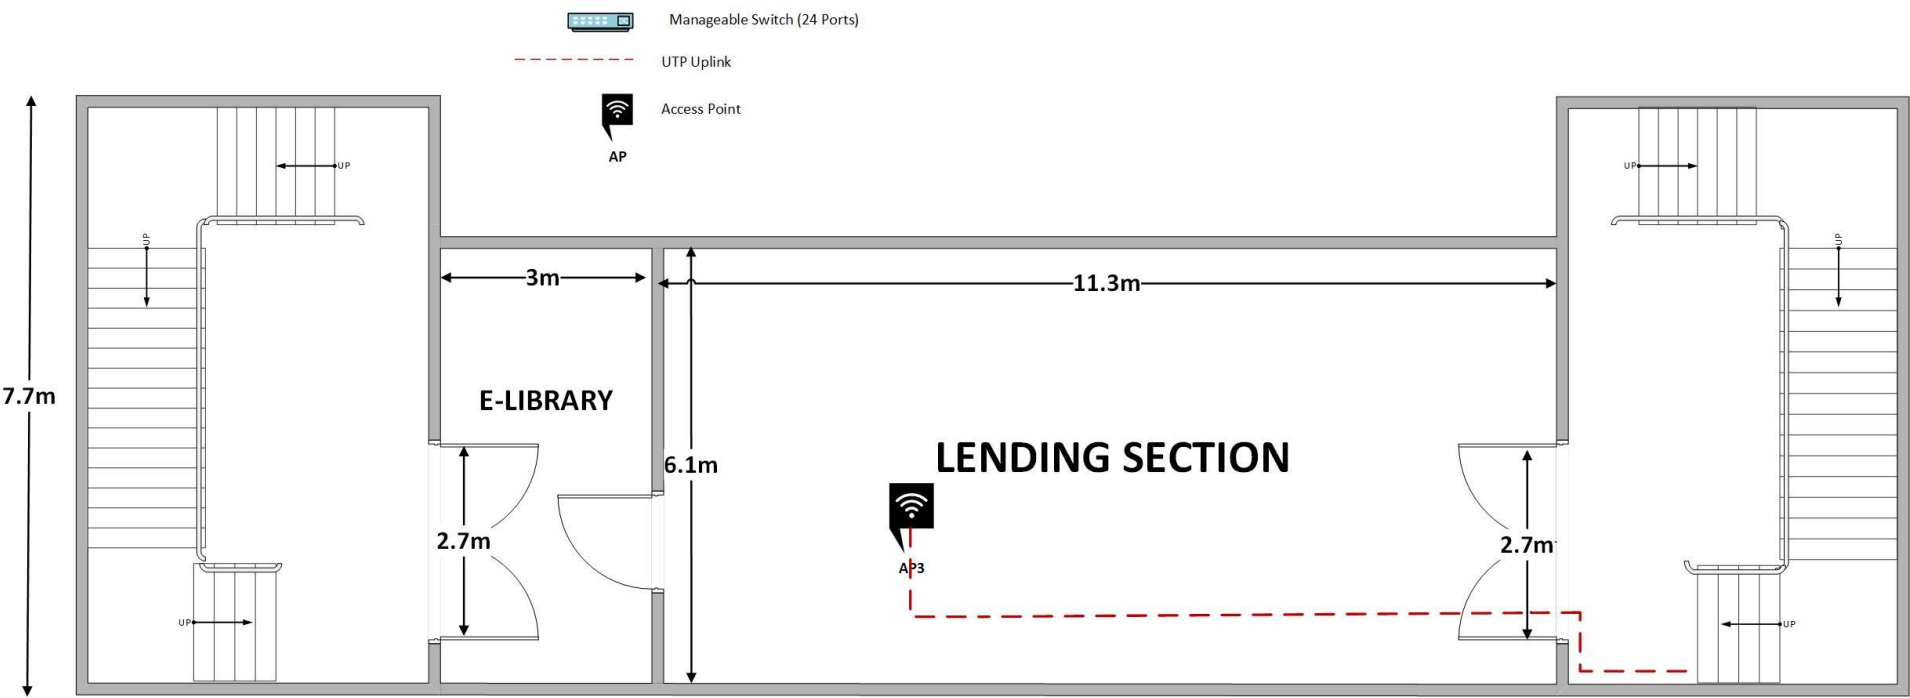 Manageable Switch (24 Ports)
UTP Uplink
Access Point
AP
UP
UP
UP
UP
3m
11.3m
7.7m
E-LIBRARY
LENDING SECTION
6.1m
2.7m
2.7m
AP3
UP
UP